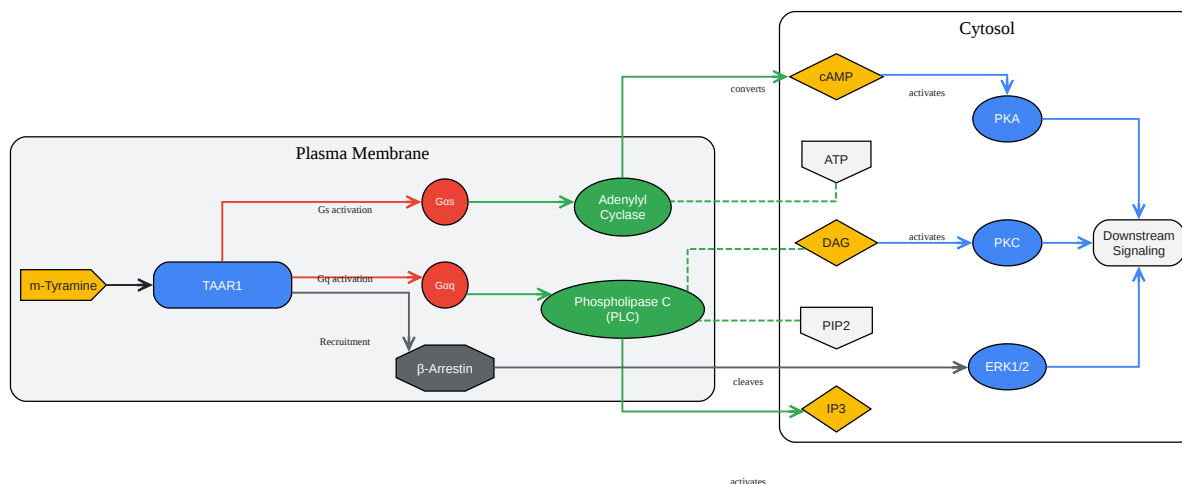 Cytosol
cAMP
converts
activates
PKA
Plasma Membrane
ATP
Gαs
Adenylyl
Cyclase
Gs activation
DAG
activates
PKC
Downstream
Signaling
m-Tyramine
TAAR1
Gq activation
Gαq
Phospholipase C
(PLC)
PIP2
Recruitment
β-Arrestin
ERK1/2
cleaves
IP3
activates